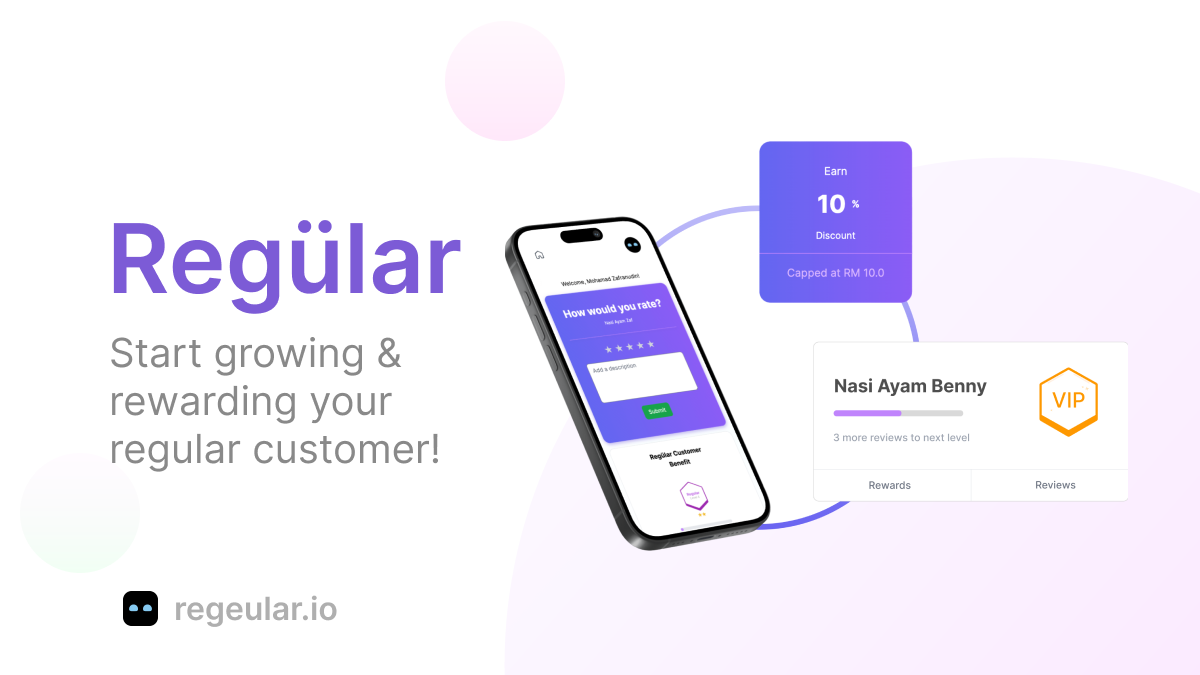 Regülar
Start growing &
rewarding your
regular customer!
regeular.io
Welcome, Mohamad Zafranudin!
How would you rate?
Nasi Ayam Zaf
Add a description
Submit
Regülar Customer
Benefit
Regular
Earn
10 %
Discount
Capped at RM 10.0
Nasi Ayam Benny
VIP
3 more reviews to next level
Rewards
Reviews